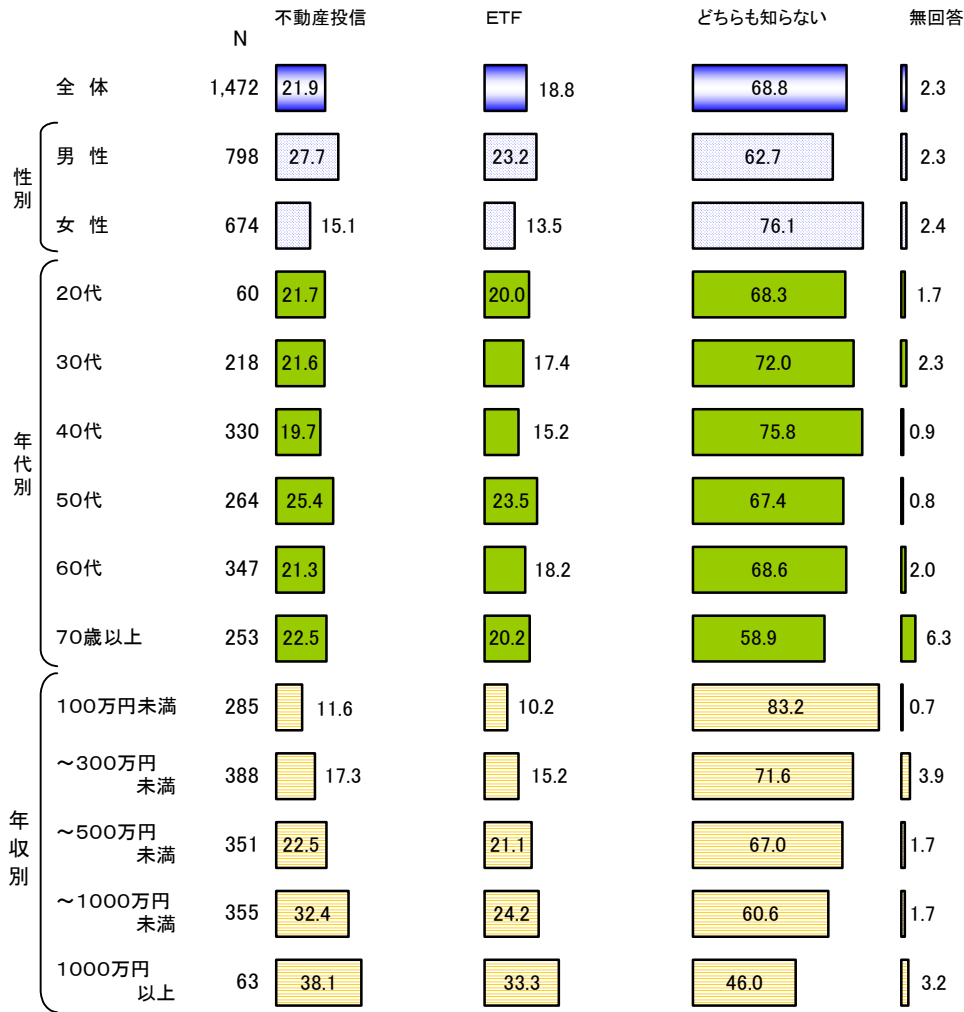 不動産投信 ETF どちらも知らない 無回答
N
全 体 1,472 21.9 18.8 68.8 2.3
性別
男 性 798 27.7 23.2 62.7 2.3
女 性 674 15.1 13.5 76.1 2.4
年代別
20代 60 21.7 20.0 68.3 1.7
30代 218 21.6 17.4 72.0 2.3
40代 330 19.7 15.2 75.8 0.9
50代 264 25.4 23.5 67.4 0.8
60代 347 21.3 18.2 68.6 2.0
70歳以上 253 22.5 20.2 58.9 6.3
年収別
100万円未満 285 11.6 10.2 83.2 0.7
～300万円
未満 388 17.3 15.2 71.6 3.9
～500万円
未満 351 22.5 21.1 67.0 1.7
～1000万円
未満 355 32.4 24.2 60.6 1.7
1000万円
以上 63 38.1 33.3 46.0 3.2